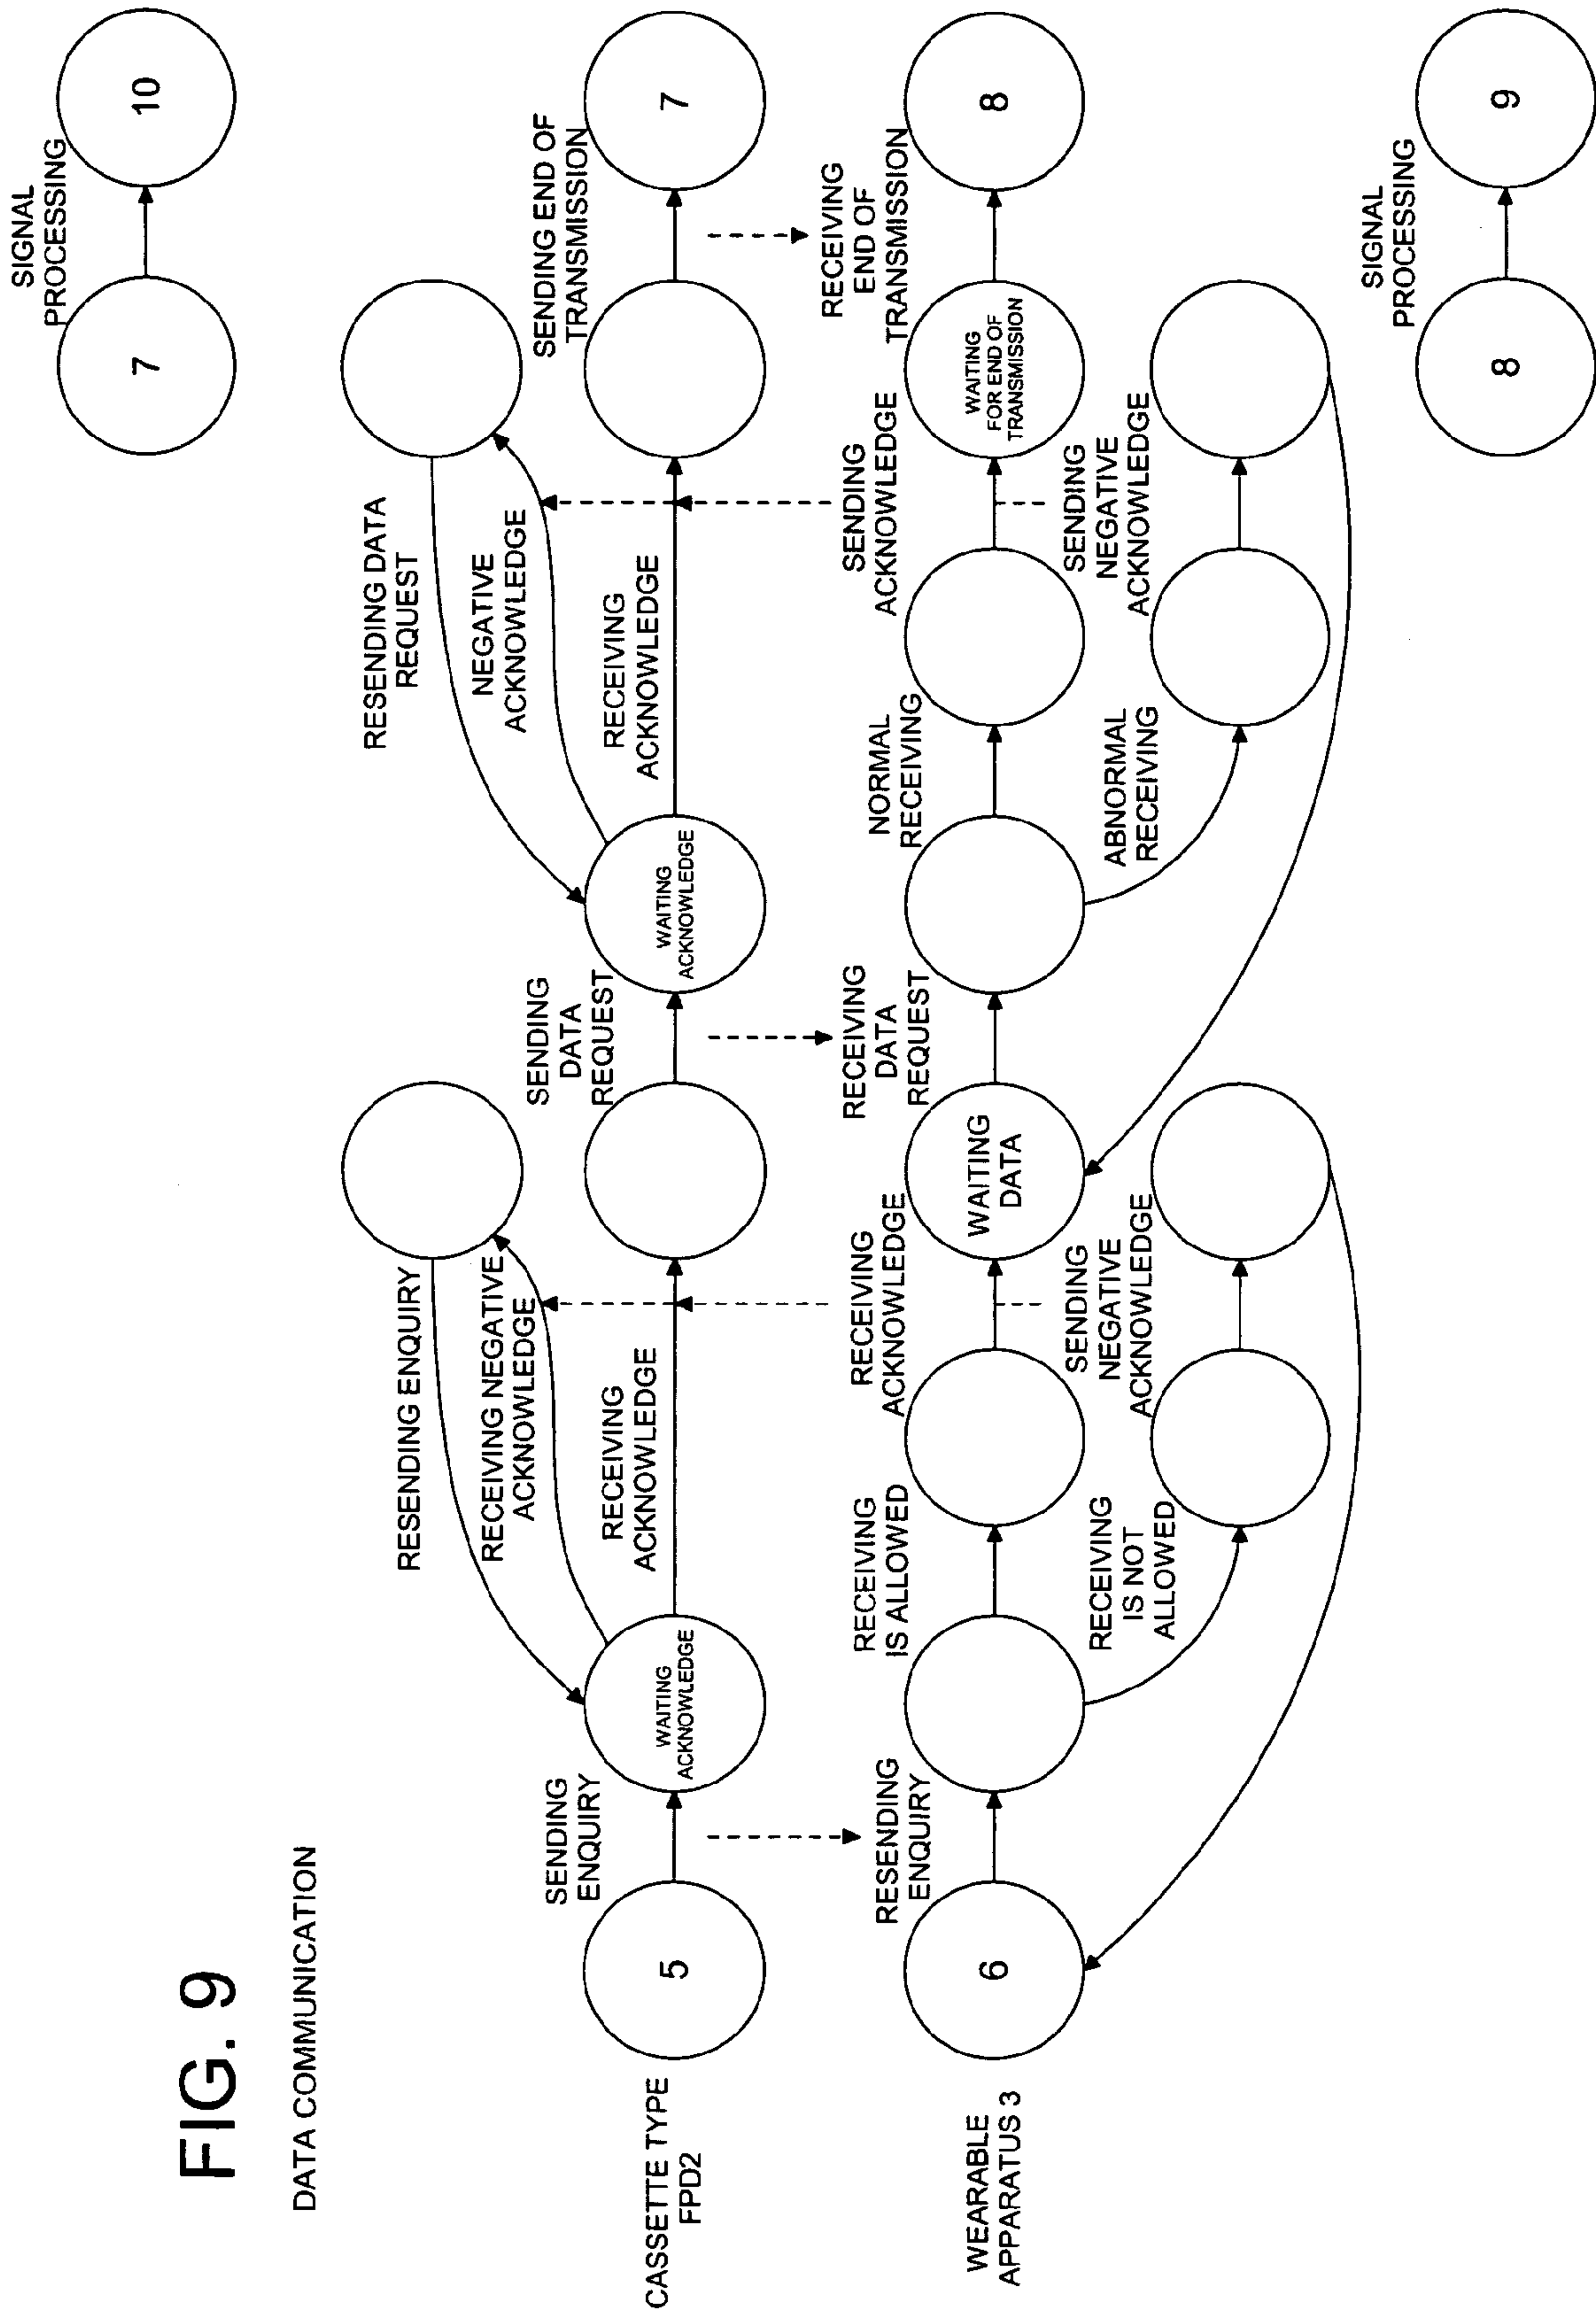 FIG. 9
DATA COMMUNICATION
SIGNAL
PROCESSING
7
10
RESENDING ENQUIRY
RECEIVING NEGATIVE
ACKNOWLEDGE
RESENDING DATA
REQUEST
NEGATIVE
ACKNOWLEDGE
CASSETTE TYPE
FPD2
5
SENDING
ENQUIRY
WAITING
ACKNOWLEDGE
RECEIVING
ACKNOWLEDGE
SENDING
DATA
REQUEST
WAITING
ACKNOWLEDGE
RECEIVING
ACKNOWLEDGE
SENDING END OF
TRANSMISSION
7
WEARABLE
APPARATUS 3
6
RESENDING
ENQUIRY
RECEIVING
IS ALLOWED
RECEIVING
ACKNOWLEDGE
WAITING
DATA
RECEIVING
DATA
REQUEST
NORMAL
RECEIVING
SENDING
ACKNOWLEDGE
WAITING
FOR END OF
TRANSMISSION
RECEIVING
END OF
TRANSMISSION
8
RECEIVING
IS NOT
ALLOWED
SENDING
NEGATIVE
ACKNOWLEDGE
ABNORMAL
RECEIVING
SENDING
NEGATIVE
ACKNOWLEDGE
SIGNAL
PROCESSING
8
9